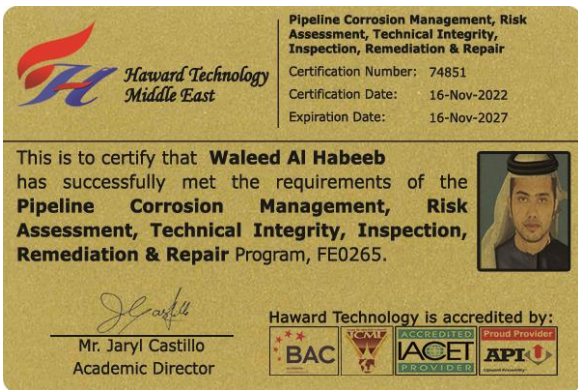 Haward Technology
Middle East
Pipeline Corrosion Management, Risk
Assessment, Technical Integrity,
Inspection, Remediation & Repair
Certification Number: 74851
Certification Date: 16-Nov-2022
Expiration Date: 16-Nov-2027
This is to certify that Waleed Al Habeeb
has successfully met the requirements of the
Pipeline Corrosion Management, Risk
Assessment, Technical Integrity, Inspection,
Remediation & Repair Program, FE0265.
Mr. Jaryl Castillo
Academic Director
Haward Technology is accredited by:
BAC
TCMI
ACCREDITED
IACET
PROVIDER
Proud Provider
API U